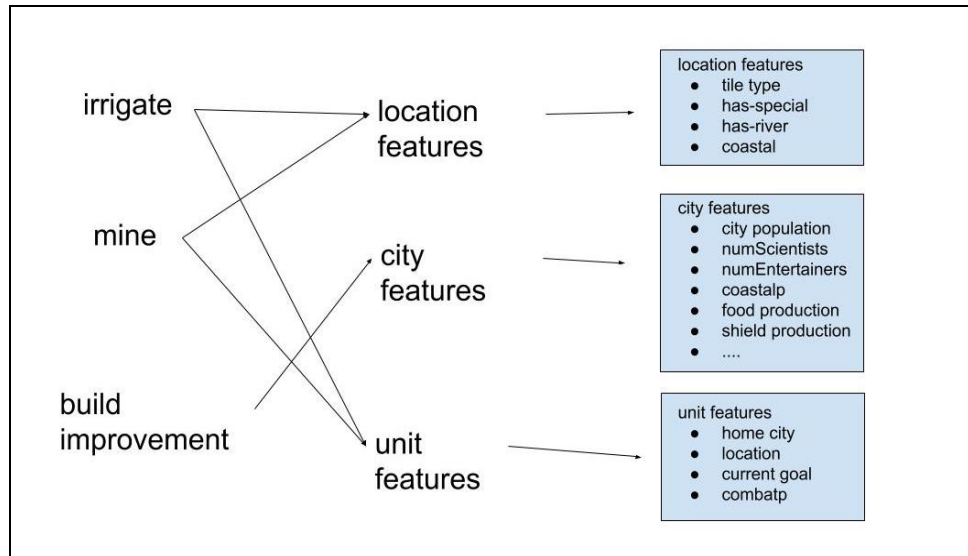 irrigate
mine
build
improvement
location
features
city
features
unit
features
location features
● tile type
● has-special
● has-river
● coastal
city features
● city population
● numScientists
● numEntertainers
● coastalp
● food production
● shield production
● ....
unit features
● home city
● location
● current goal
● combatp